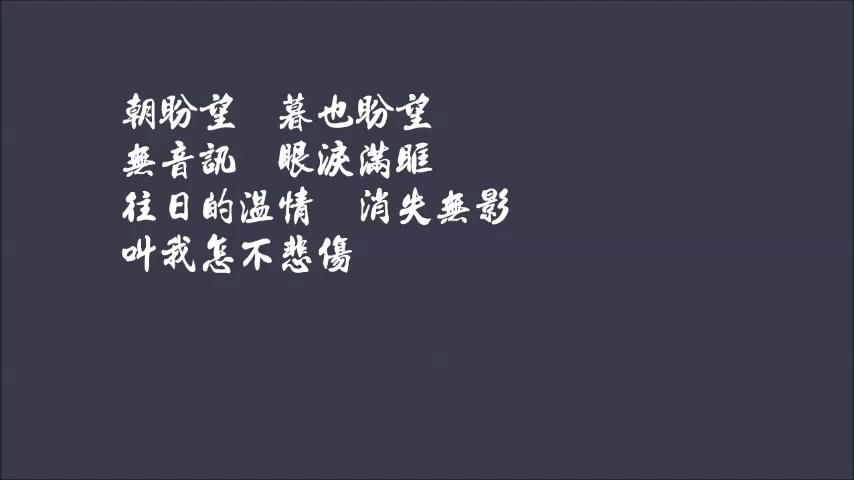 朝盼望　暮也盼望
無音訊　眼淚滿眶
往日的溫情　消失無影
叫我怎不悲傷